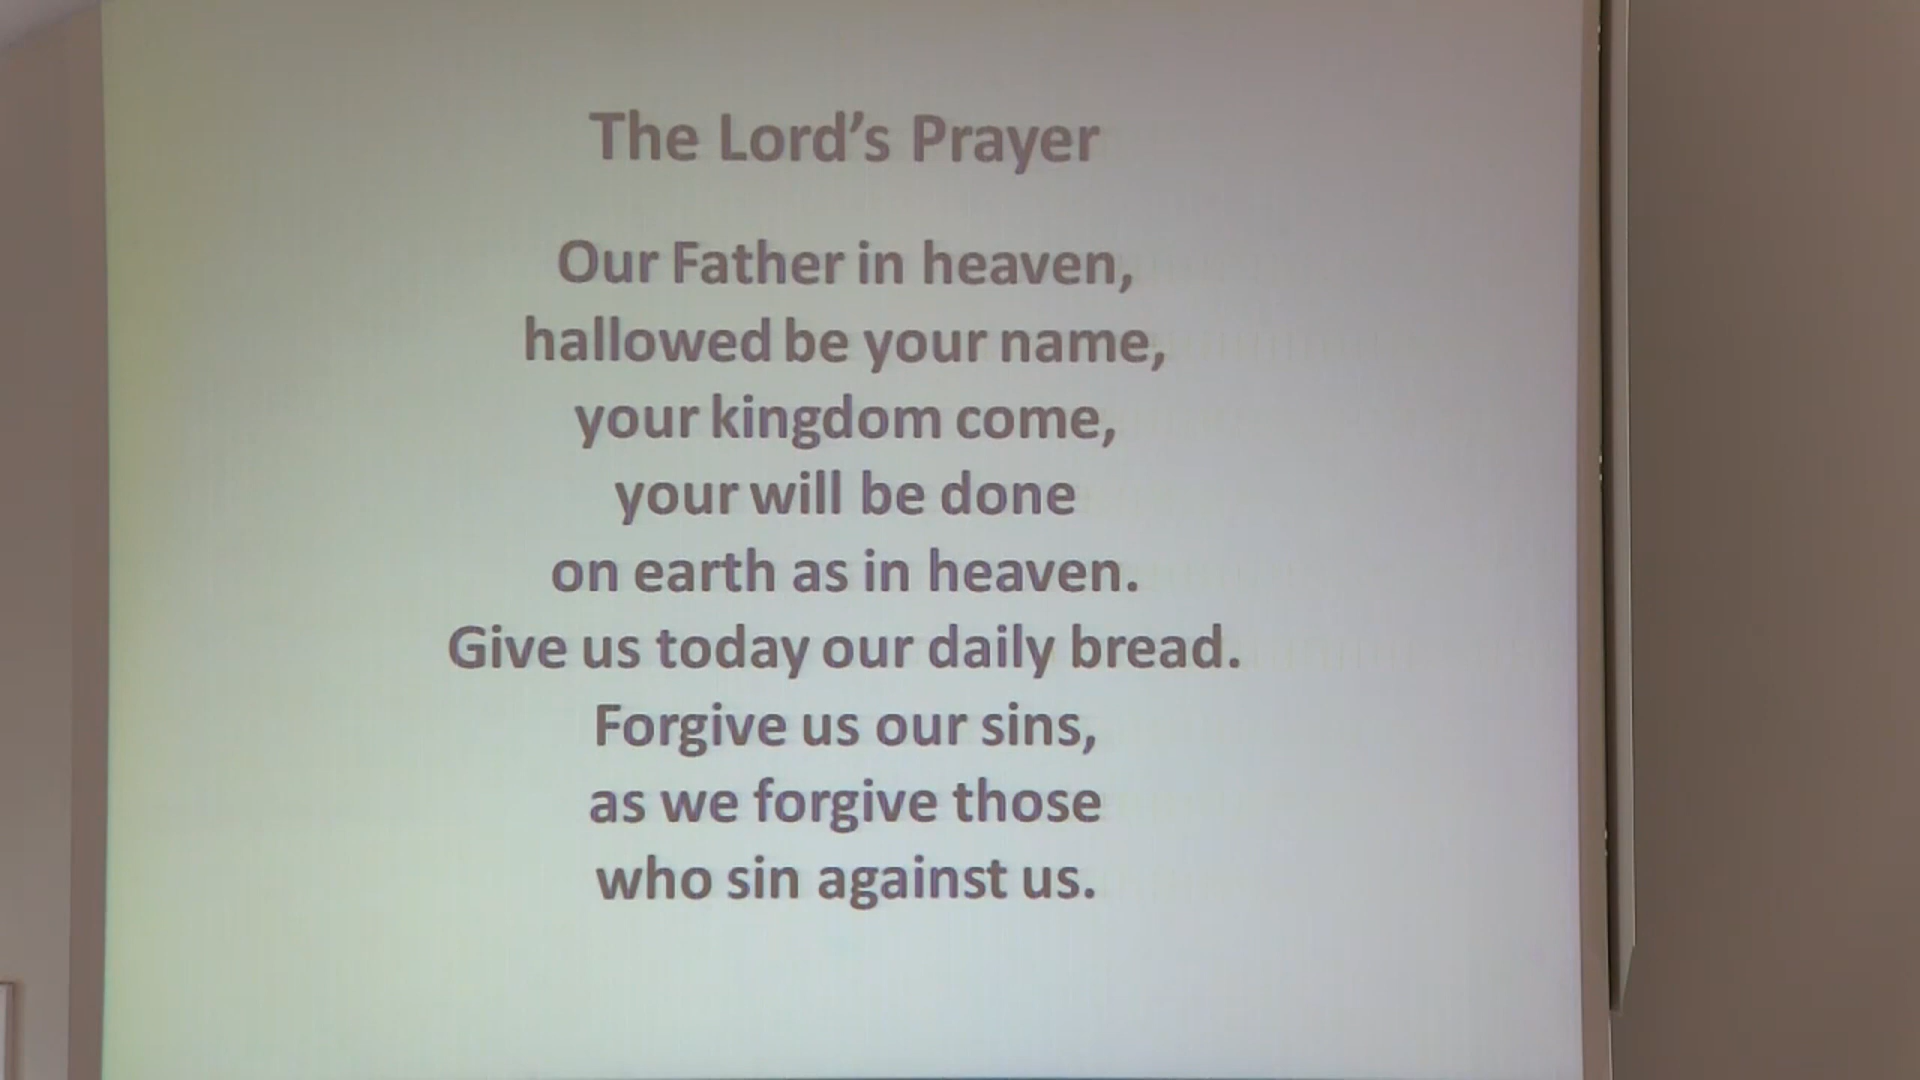 The Lord’s Prayer
Our Father in heaven,
hallowed be your name,
your kingdom come,
your will be done
on earth as in heaven.
Give us today our daily bread.
Forgive us our sins,
as we forgive those
who sin against us.